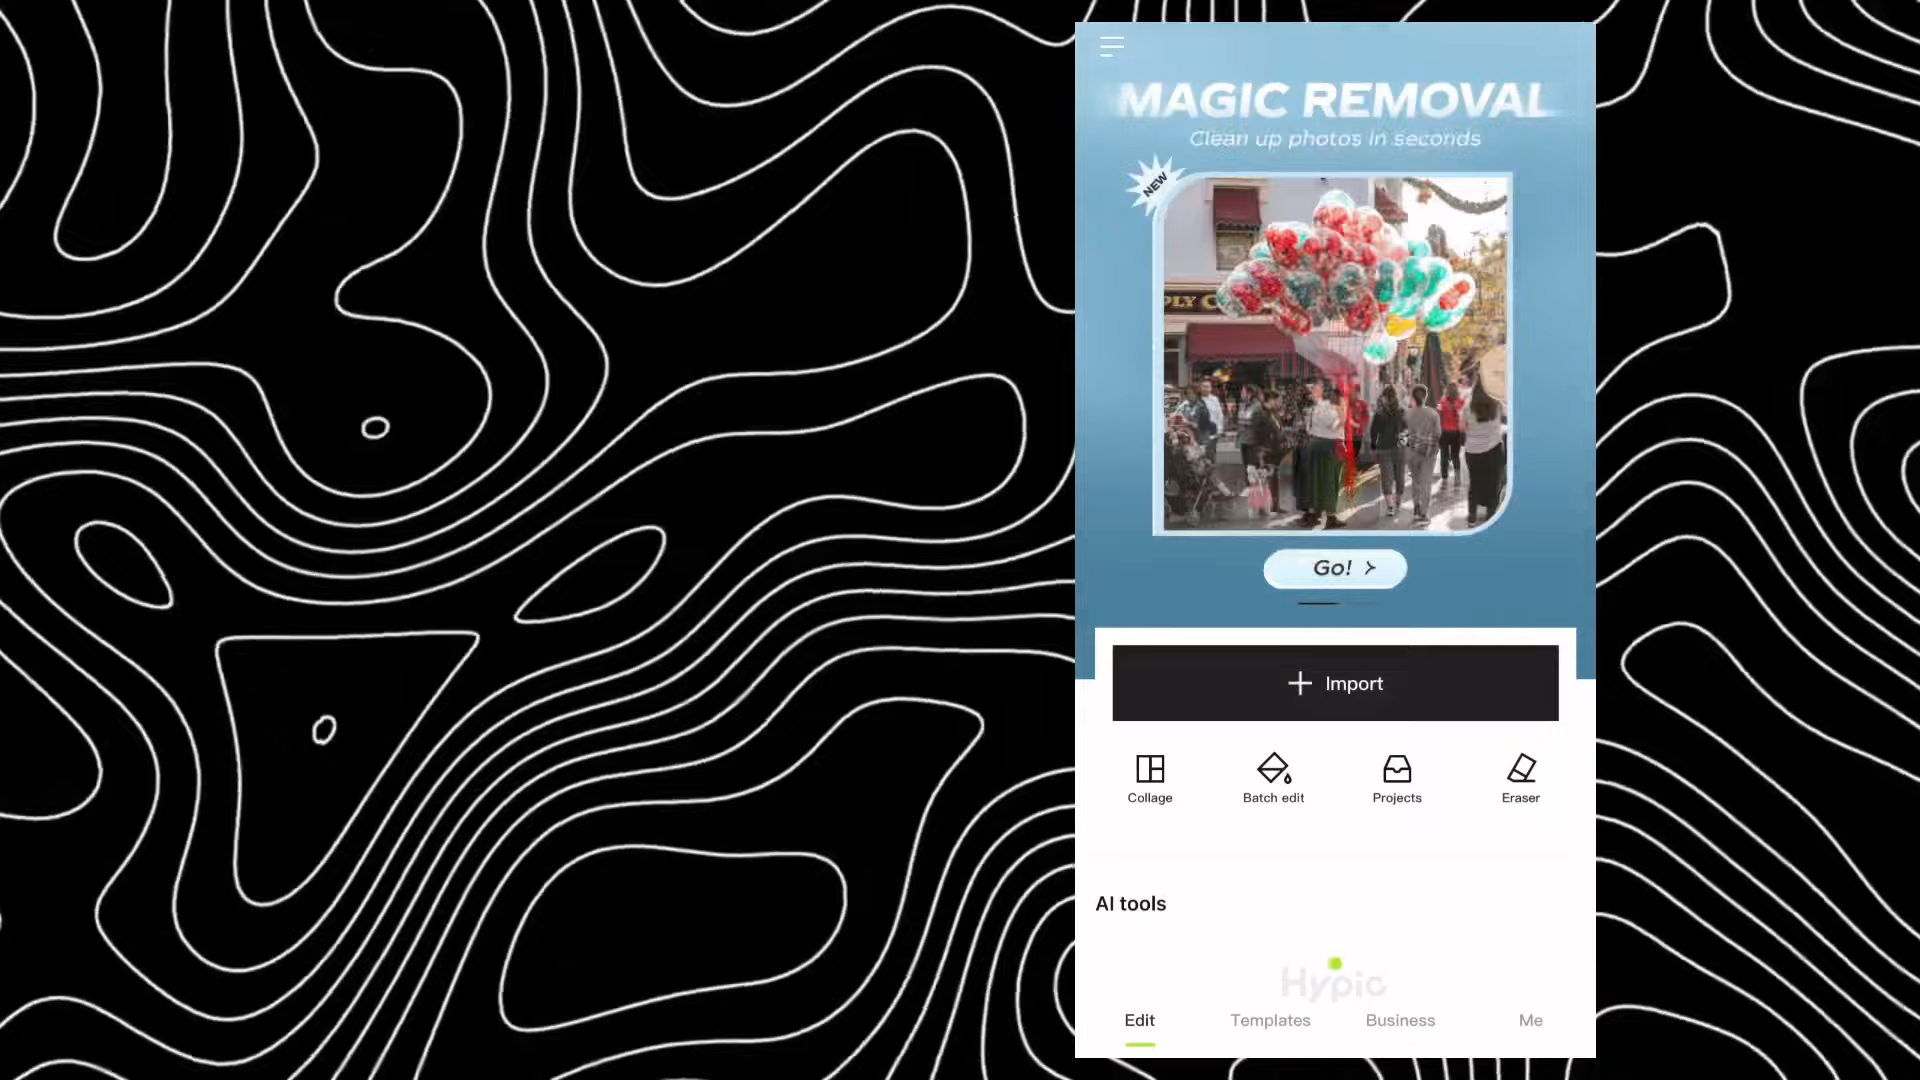 MAGIC REMOVAL
Clean up photos in seconds
NEW
PLY C
Go! >
+ Import
Collage
Batch edit
Projects
Eraser
AI tools
Hypic
Edit
Templates
Business
Me